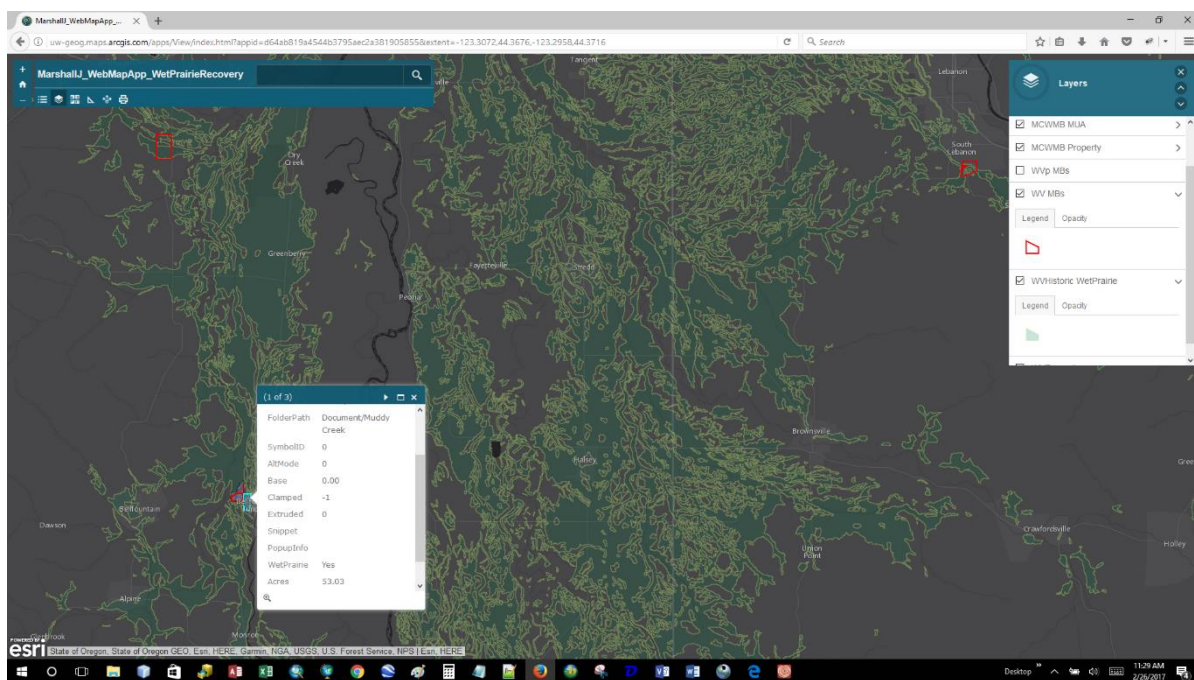 MarshallJ_WebMapApp_...
uw-geog.maps.arcgis.com/apps/View/index.html?appid=d64ab819a4544b3795aec2a381905855&extent=-123.3072,44.3676,-123.2958,44.3716
Search
MarshallJ_WebMapApp_WetPrairieRecovery
Tangent
Lebanon
Layers
MCWMB MUA
MCWMB Property
WVp MBs
WV MBs
Legend Opacity
WVHistoric WetPrairie
Legend Opacity
South
Lebanon
Dry
Creek
Greenberry
Fayetteville
Shedd
Peoria
(1 of 3)
FolderPath Document/Muddy
Creek
SymbolID 0
AltMode 0
Base 0.00
Clamped -1
Extruded 0
Snippet
PopupInfo
WetPrairie Yes
Acres 53.03
Brownsville
Halsey
Bellfountain
Dawson
Crawfordsville
Holley
Union
Point
Alpine
Monroe
Glenbrook
POWERED BY
esri
State of Oregon, State of Oregon GEO, Esri, HERE, Garmin, NGA, USGS, U.S. Forest Service, NPS | Esri, HERE
Desktop
11:29 AM
2/26/2017